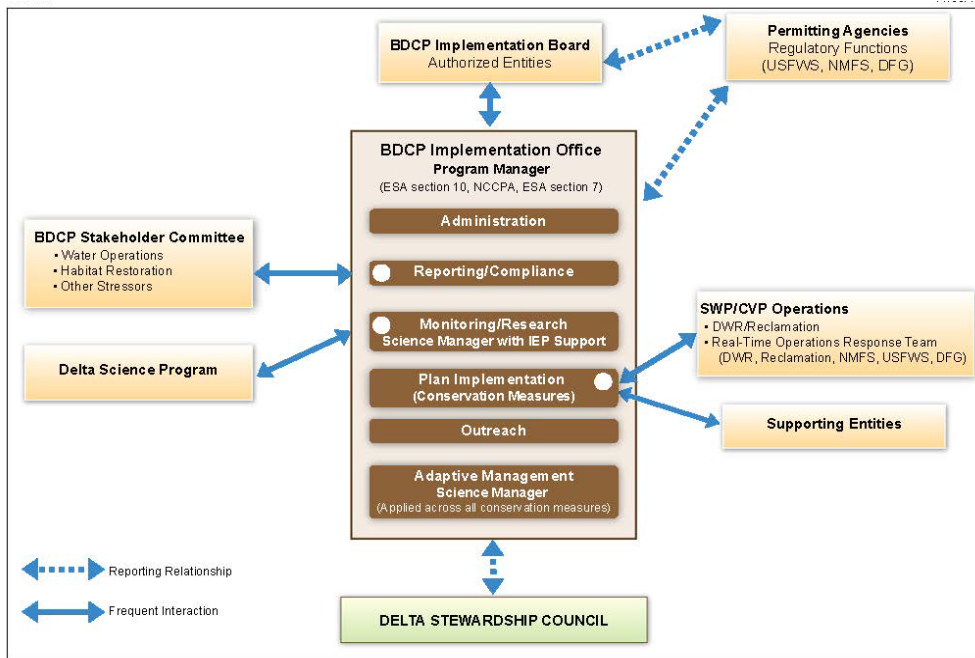 BDCP Implementation Board
Authorized Entities
Permitting Agencies
Regulatory Functions
(USFWS, NMFS, DFG)
BDCP Implementation Office
Program Manager
(ESA section 10, NCCPA, ESA section 7)
Administration
Reporting/Compliance
Monitoring/Research
Science Manager with IEP Support
Plan Implementation
(Conservation Measures)
Outreach
Adaptive Management
Science Manager
(Applied across all conservation measures)
BDCP Stakeholder Committee
• Water Operations
• Habitat Restoration
• Other Stressors
Delta Science Program
SWP/CVP Operations
• DWR/Reclamation
• Real-Time Operations Response Team
(DWR, Reclamation, NMFS, USFWS, DFG)
Supporting Entities
Reporting Relationship
Frequent Interaction
DELTA STEWARDSHIP COUNCIL